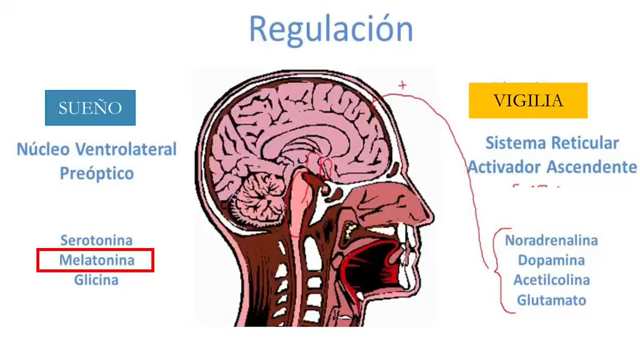 Regulación
SUEÑO
Núcleo Ventrolateral
Preóptico
Serotonina
Melatonina
Glicina
+
VIGILIA
Sistema Reticular
Activador Ascendente
Noradrenalina
Dopamina
Acetilcolina
Glutamato